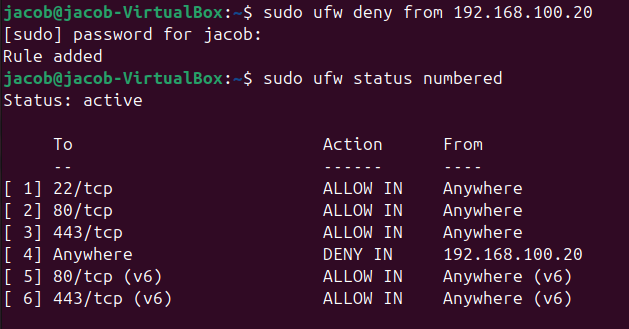 jacob@jacob-VirtualBox:~$ sudo ufw deny from 192.168.100.20
[sudo] password for jacob:
Rule added
jacob@jacob-VirtualBox:~$ sudo ufw status numbered
Status: active

     To                         Action      From
     --                         ------      ----
[ 1] 22/tcp                     ALLOW IN    Anywhere
[ 2] 80/tcp                     ALLOW IN    Anywhere
[ 3] 443/tcp                    ALLOW IN    Anywhere
[ 4] Anywhere                   DENY IN     192.168.100.20
[ 5] 80/tcp (v6)                ALLOW IN    Anywhere (v6)
[ 6] 443/tcp (v6)               ALLOW IN    Anywhere (v6)